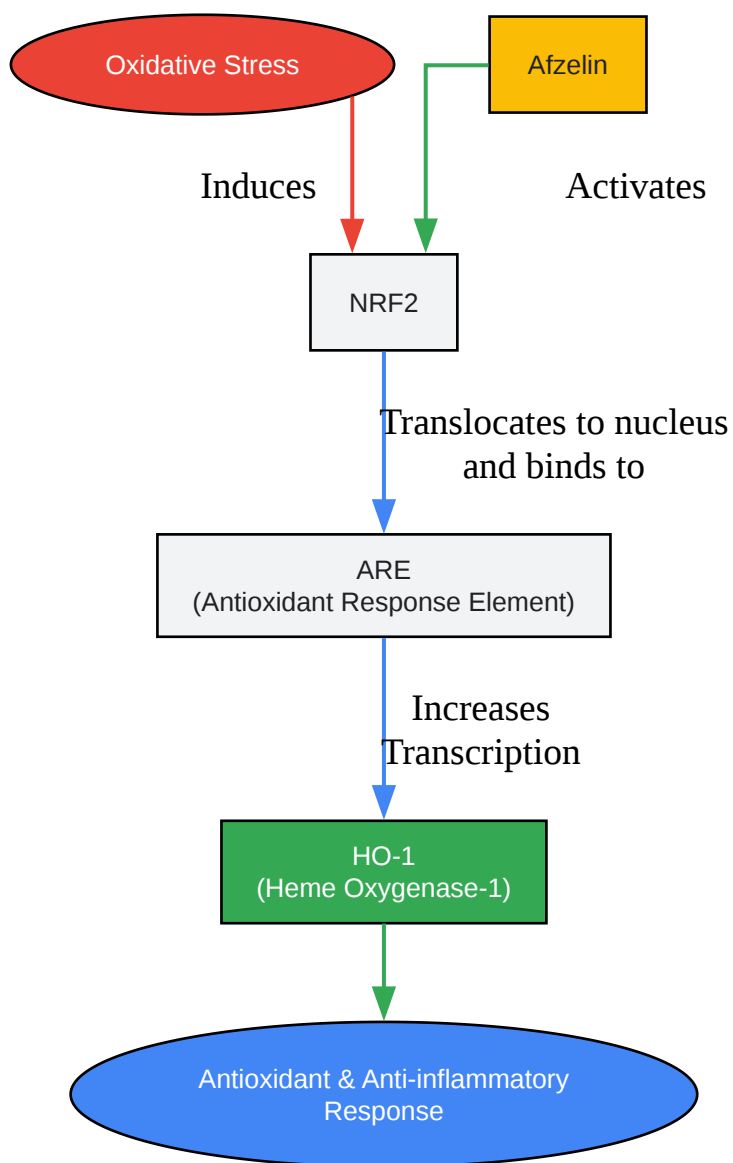 Oxidative Stress
Afzelin
Induces
Activates
NRF2
Translocates to nucleus
and binds to
ARE
(Antioxidant Response Element)
Increases
Transcription
HO-1
(Heme Oxygenase-1)
Antioxidant & Anti-inflammatory
Response